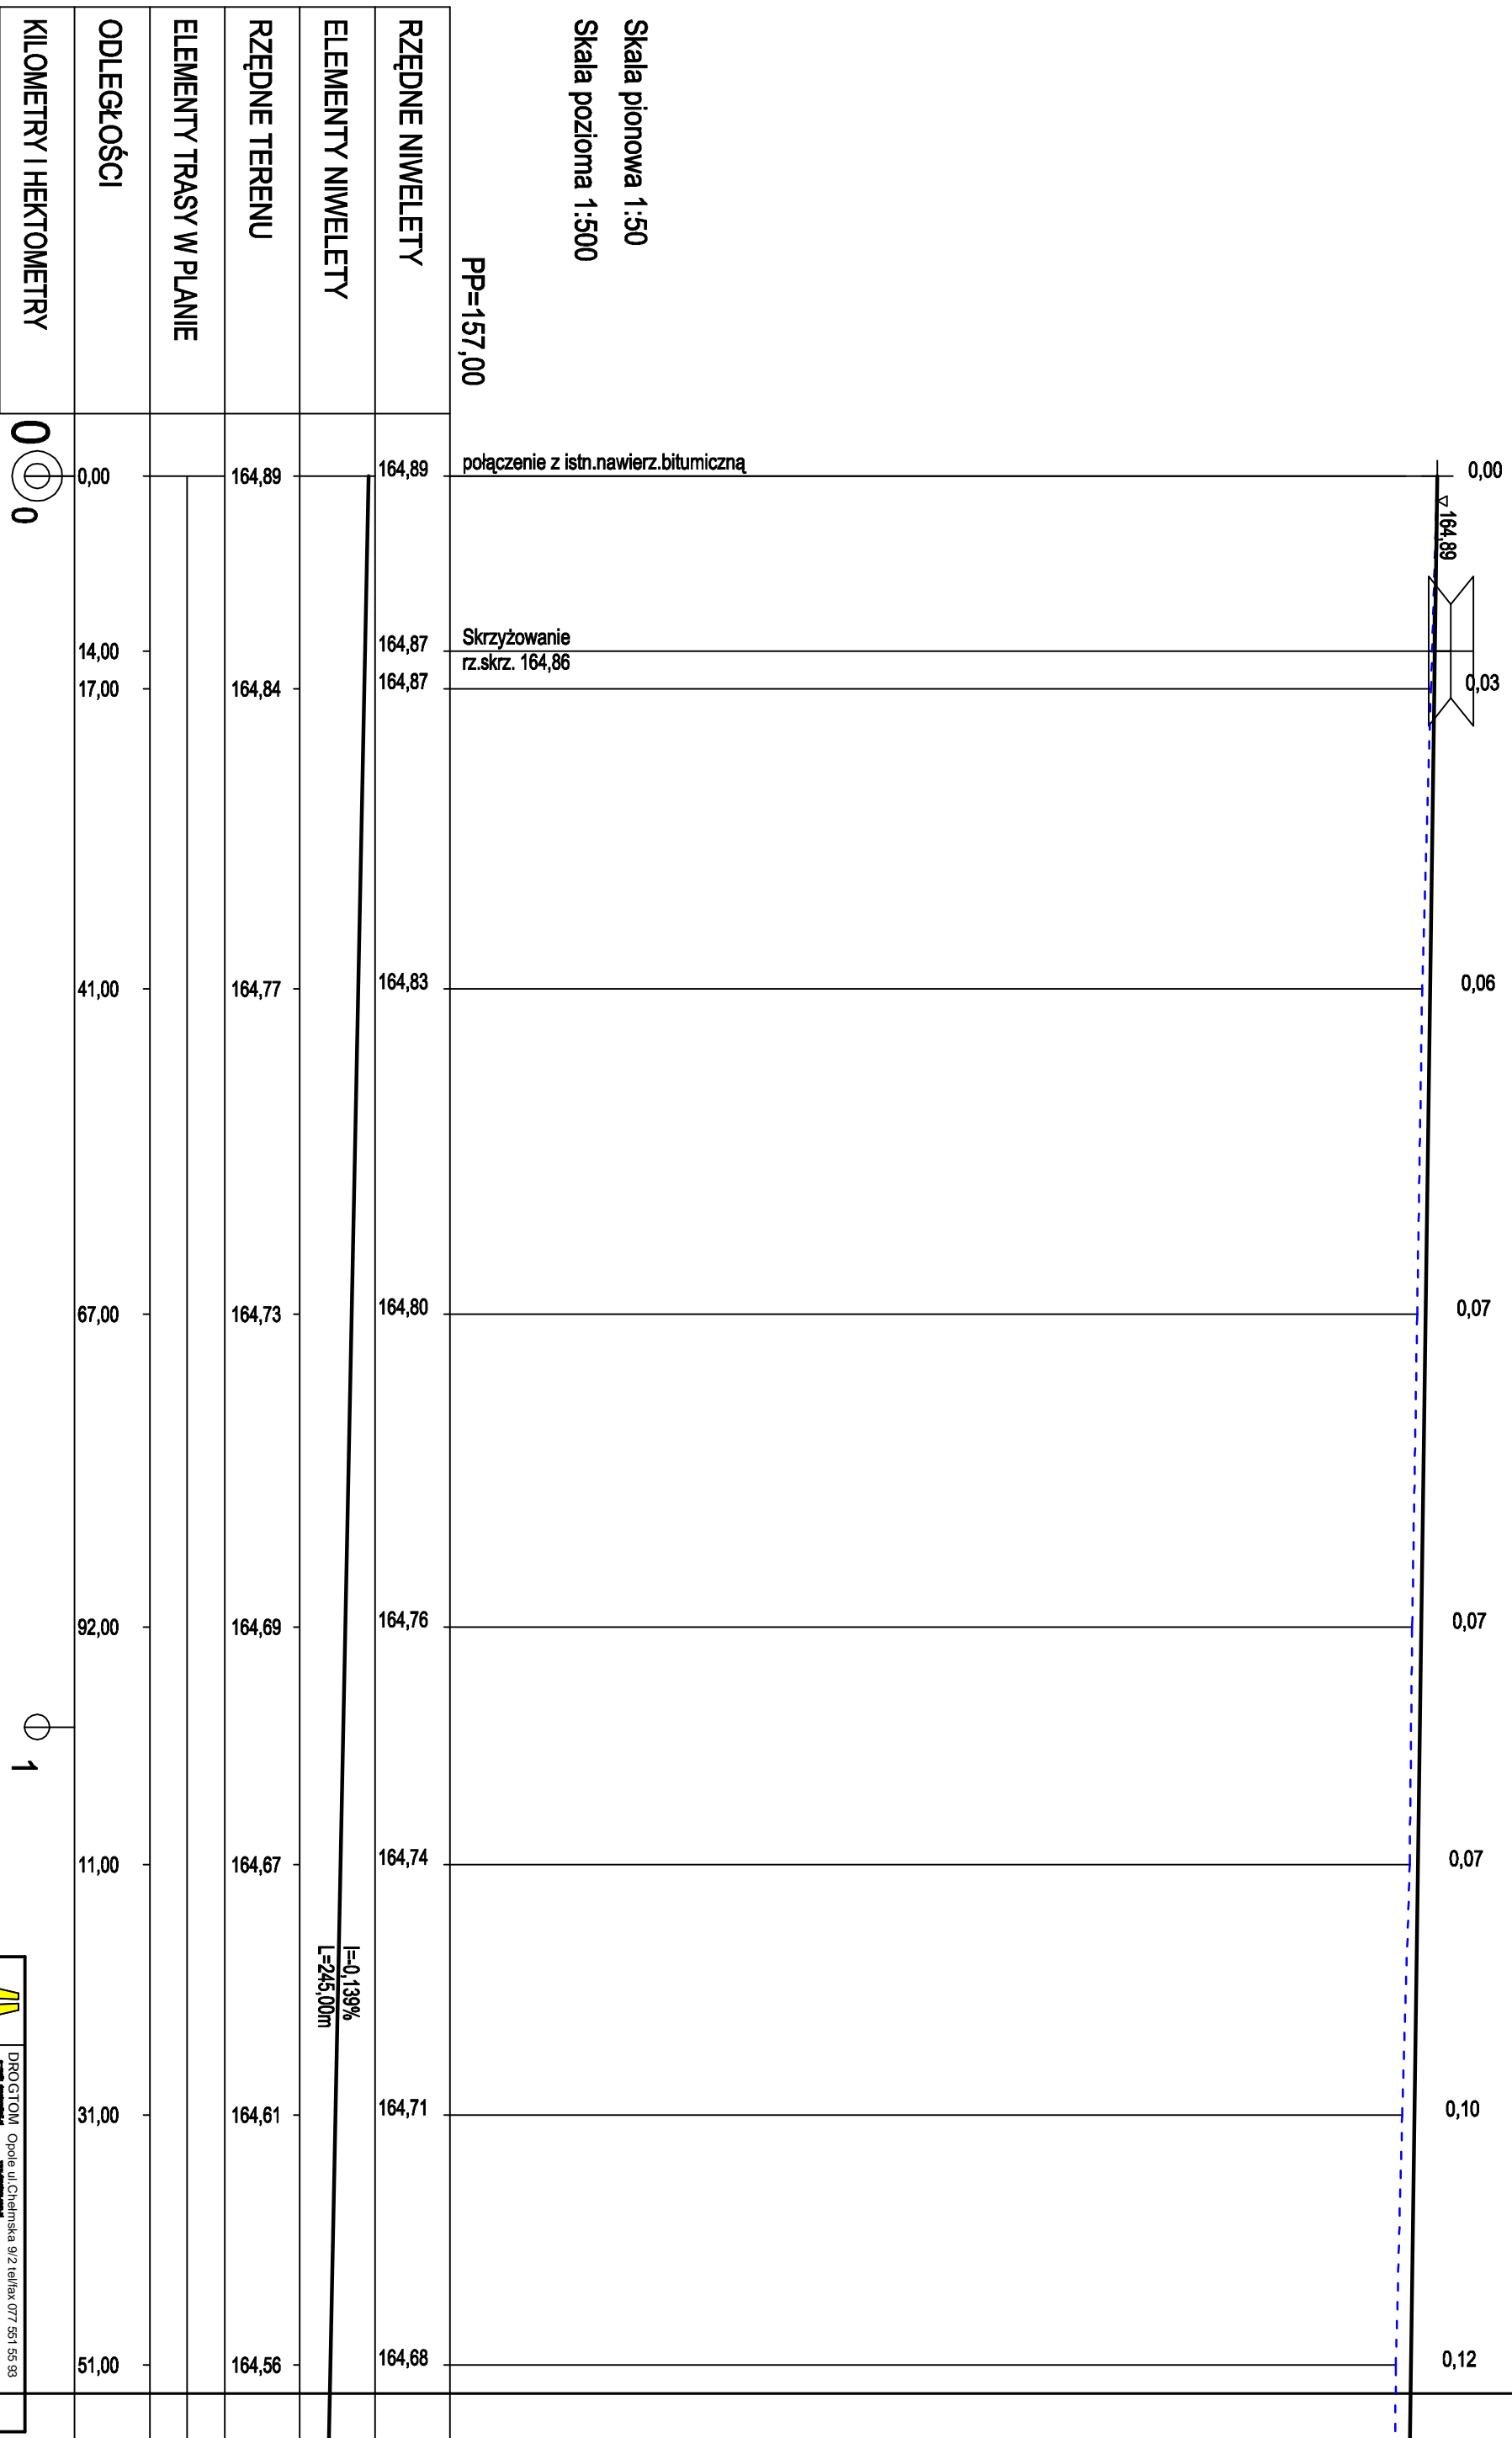 Skala pionowa 1:50
Skala pozioma 1:500
PP=157,00
RZĘDNE NIWELETY
ELEMENTY NIWELETY
RZĘDNE TERENU
ELEMENTY TRASY W PLANIE
ODLEGŁOŚCI
KILOMETRY I HEKTOMETRY
0,00
164,89
połączenie z istn.nawierz.bitumiczną
164,89
164,89
0,00
0
0
Skrzyżowanie
rz.skrz. 164,86
164,87
14,00
0,03
164,87
164,84
17,00
0,06
164,83
164,77
41,00
0,07
164,80
164,73
67,00
0,07
164,76
164,69
92,00
1
0,07
164,74
164,67
11,00
I=-0,139%
L=245,00m
0,10
164,71
164,61
31,00
0,12
164,68
164,56
51,00
DROGTOM Opole ul.Chełmska 9/2 tel/fax 077 551 55 93